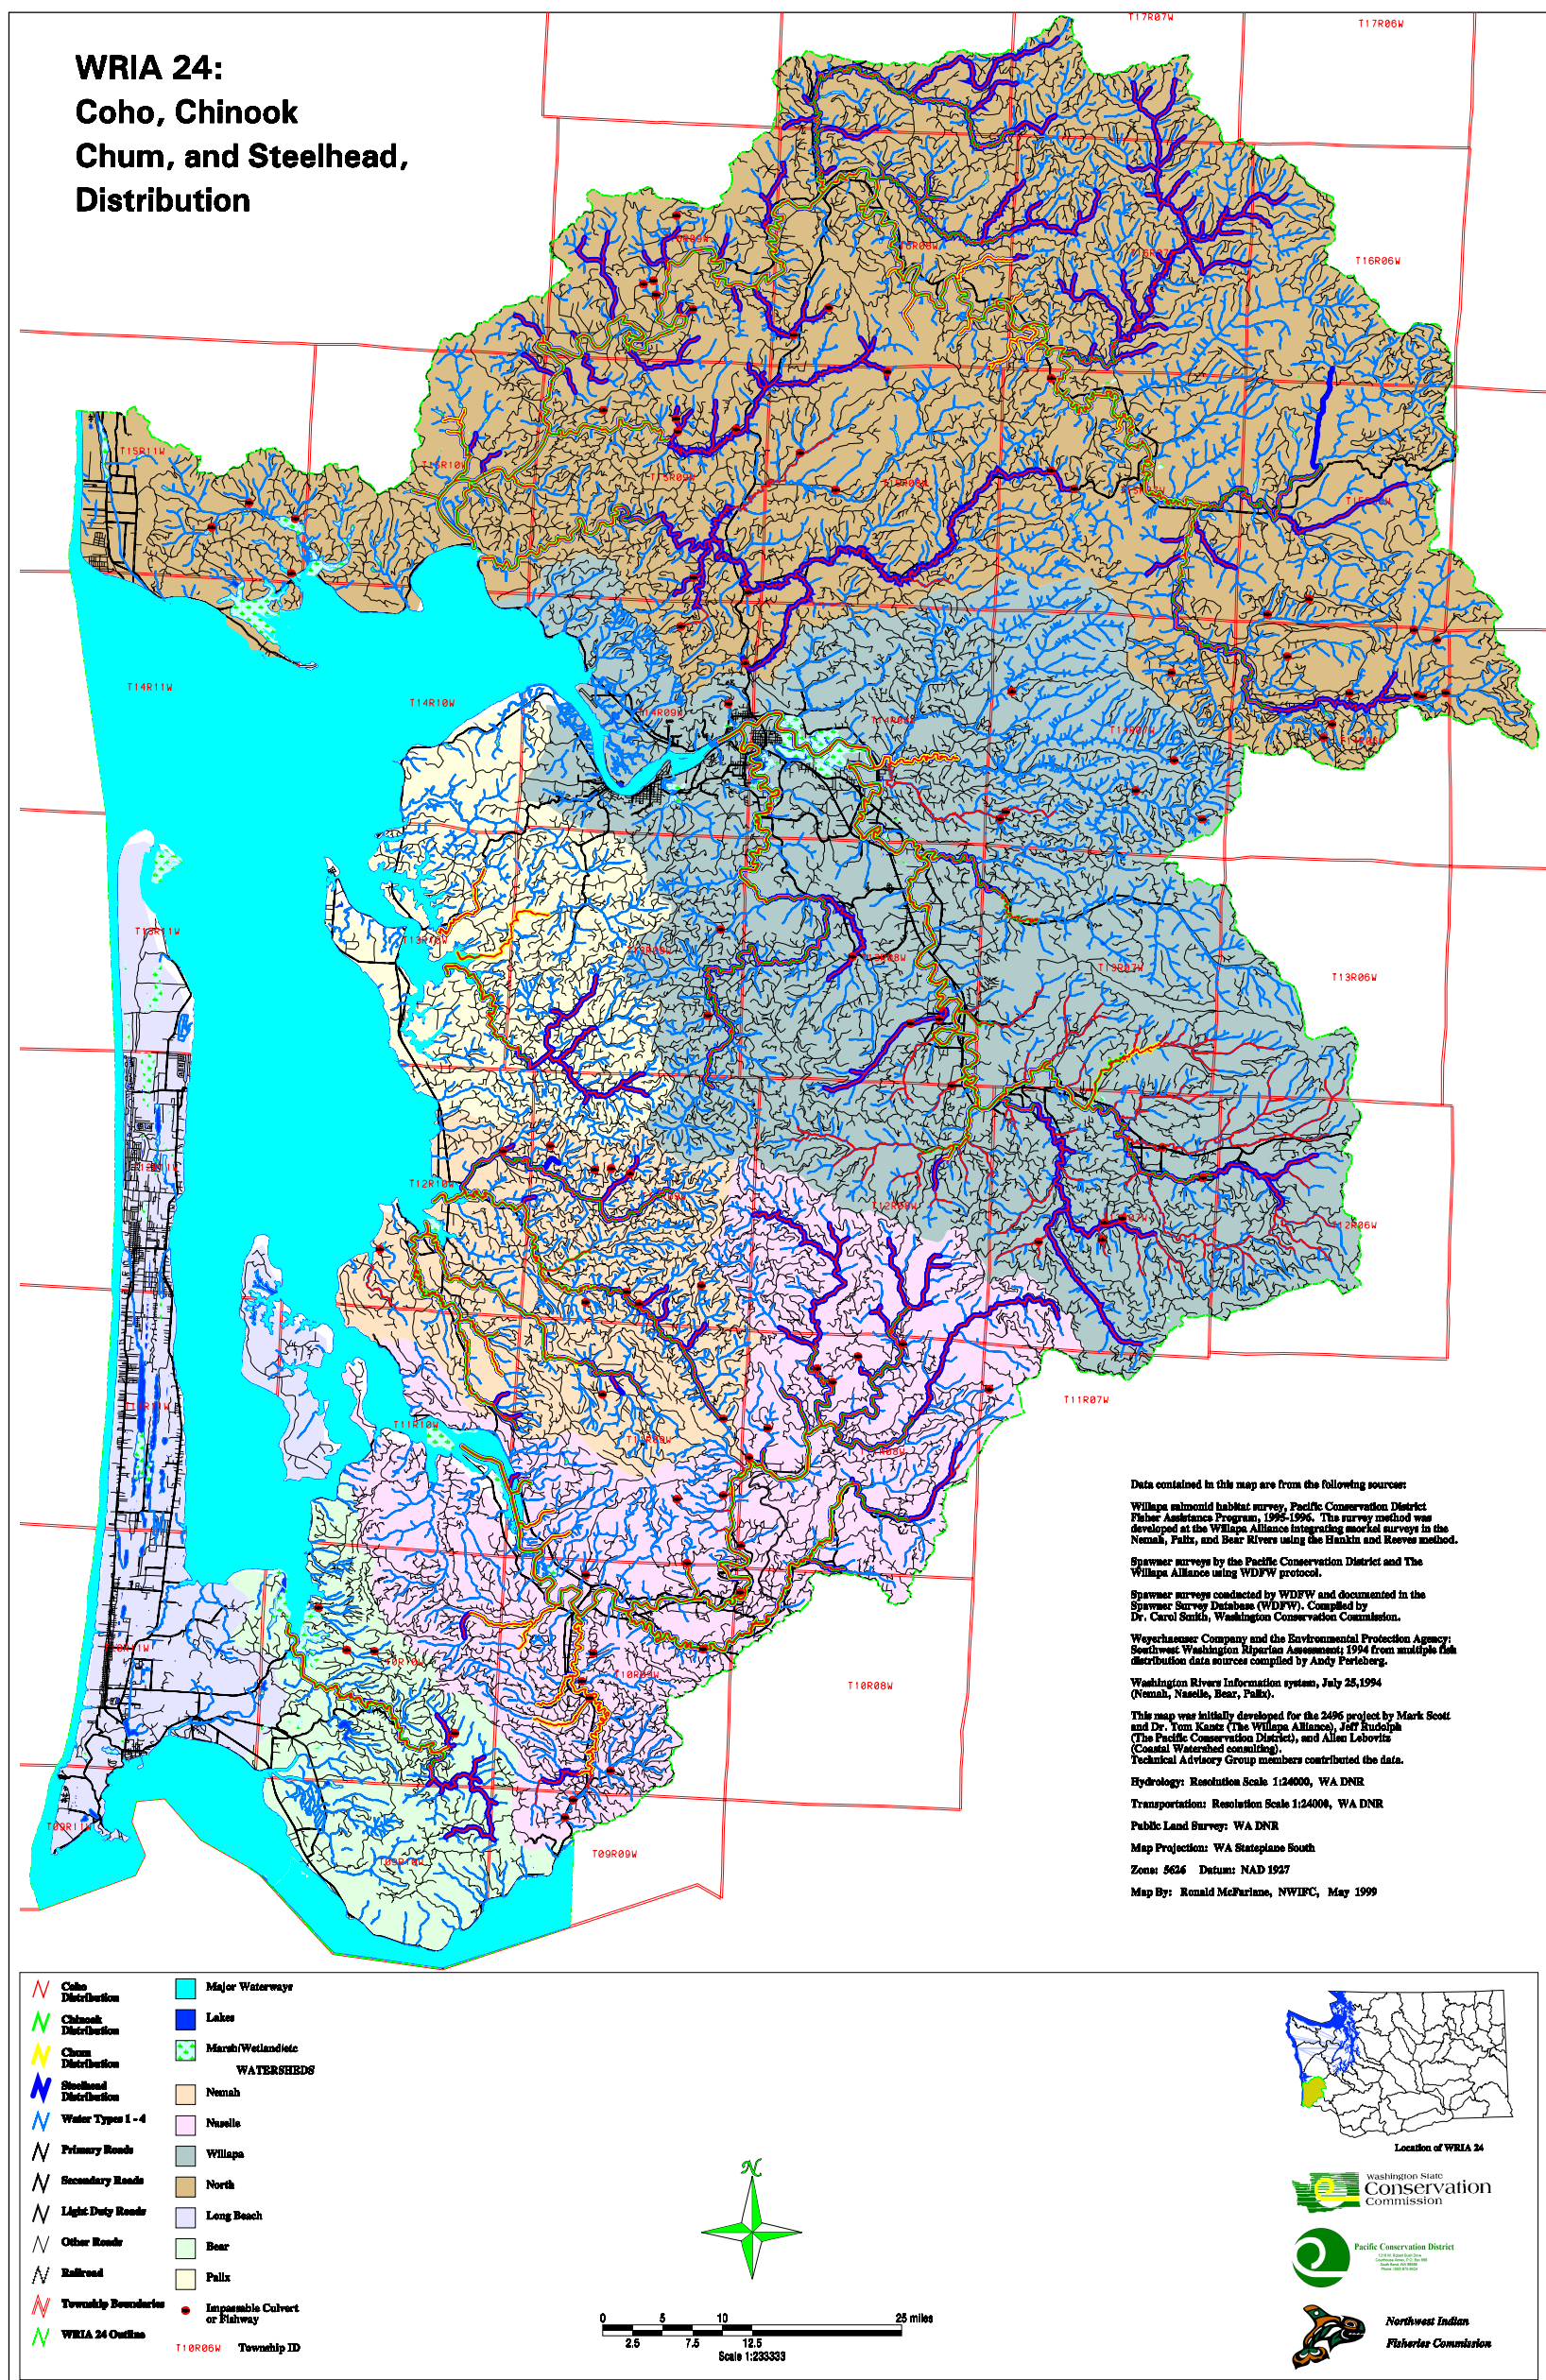 WRIA 24:
Coho, Chinook
Chum, and Steelhead,
Distribution
T17R07W
T17R06W
T16R08W
T16R06W
T15R11W
T15R10W
T15R09W
T14R11W
T14R10W
T14R09W
T14R08W
T14R07W
T13R11W
T13R10W
T13R08W
T13R07W
T13R06W
T12R10W
T12R08W
T12R06W
T11R10W
T11R07W
T10R10W
T10R09W
T10R08W
T09R11W
T09R10W
T09R09W
Data contained in this map are from the following sources:
Willapa salmonid habitat survey, Pacific Conservation District
Fisher Assistance Program, 1995-1996. The survey method was
developed at the Willapa Alliance integrating snorkel surveys in the
Nemah, Palix, and Bear Rivers using the Hankin and Reeves method.
Spawner surveys by the Pacific Conservation District and The
Willapa Alliance using WDFW protocol.
Spawner surveys conducted by WDFW and documented in the
Spawner Survey Database (WDFW). Compiled by
Dr. Carol Smith, Washington Conservation Commission.
Weyerhaeuser Company and the Environmental Protection Agency:
Southwest Washington Riparian Assessment; 1994 from multiple fish
distribution data sources compiled by Andy Perleberg.
Washington Rivers Information system, July 25,1994
(Nemah, Naselle, Bear, Palix).
This map was initially developed for the 2496 project by Mark Scott
and Dr. Tom Kantz (The Willapa Alliance), Jeff Rudolph
(The Pacific Conservation District), and Allen Lebovitz
(Coastal Watershed consulting).
Technical Advisory Group members contributed the data.
Hydrology: Resolution Scale 1:24000, WA DNR
Transportation: Resolution Scale 1:24000, WA DNR
Public Land Survey: WA DNR
Map Projection: WA Stateplane South
Zone: 5626 Datum: NAD 1927
Map By: Ronald McFarlane, NWIFC, May 1999
Coho
Distribution
Chinook
Distribution
Chum
Distribution
Steelhead
Distribution
Water Types 1 - 4
Primary Roads
Secondary Roads
Light Duty Roads
Other Roads
Railroad
Township Boundaries
WRIA 24 Outline
Major Waterways
Lakes
Marsh/Wetland/etc
WATERSHEDS
Nemah
Naselle
Willapa
North
Long Beach
Bear
Palix
Impassable Culvert
or Fishway
T10R06W Township ID
N
0 5 10 25 miles
2.5 7.5 12.5
Scale 1:233333
Location of WRIA 24
Washington State
Conservation
Commission
Pacific Conservation District
Northwest Indian
Fisheries Commission